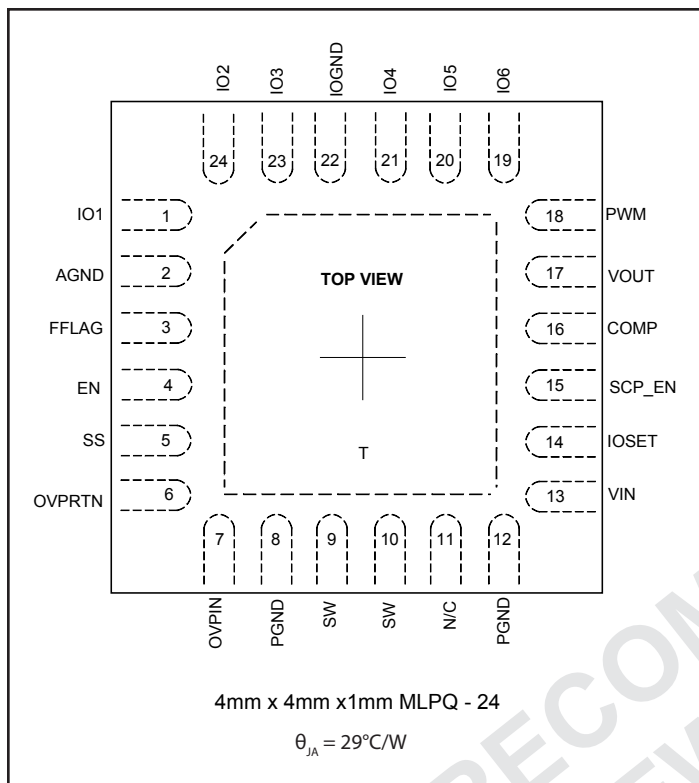 IO2 IO3 IOGND IO4 IO5 IO6
24 23 22 21 20 19
IO1 1 18 PWM
AGND 2 17 VOUT
TOP VIEW
FFLAG 3 16 COMP
EN 4 15 SCP_EN
SS 5 14 IOSET
T
OVPRTN 6 13 VIN
7 8 9 10 11 12
OVPIN PGND SW SW N/C PGND
4mm x 4mm x1mm MLPQ - 24
θJA = 29°C/W